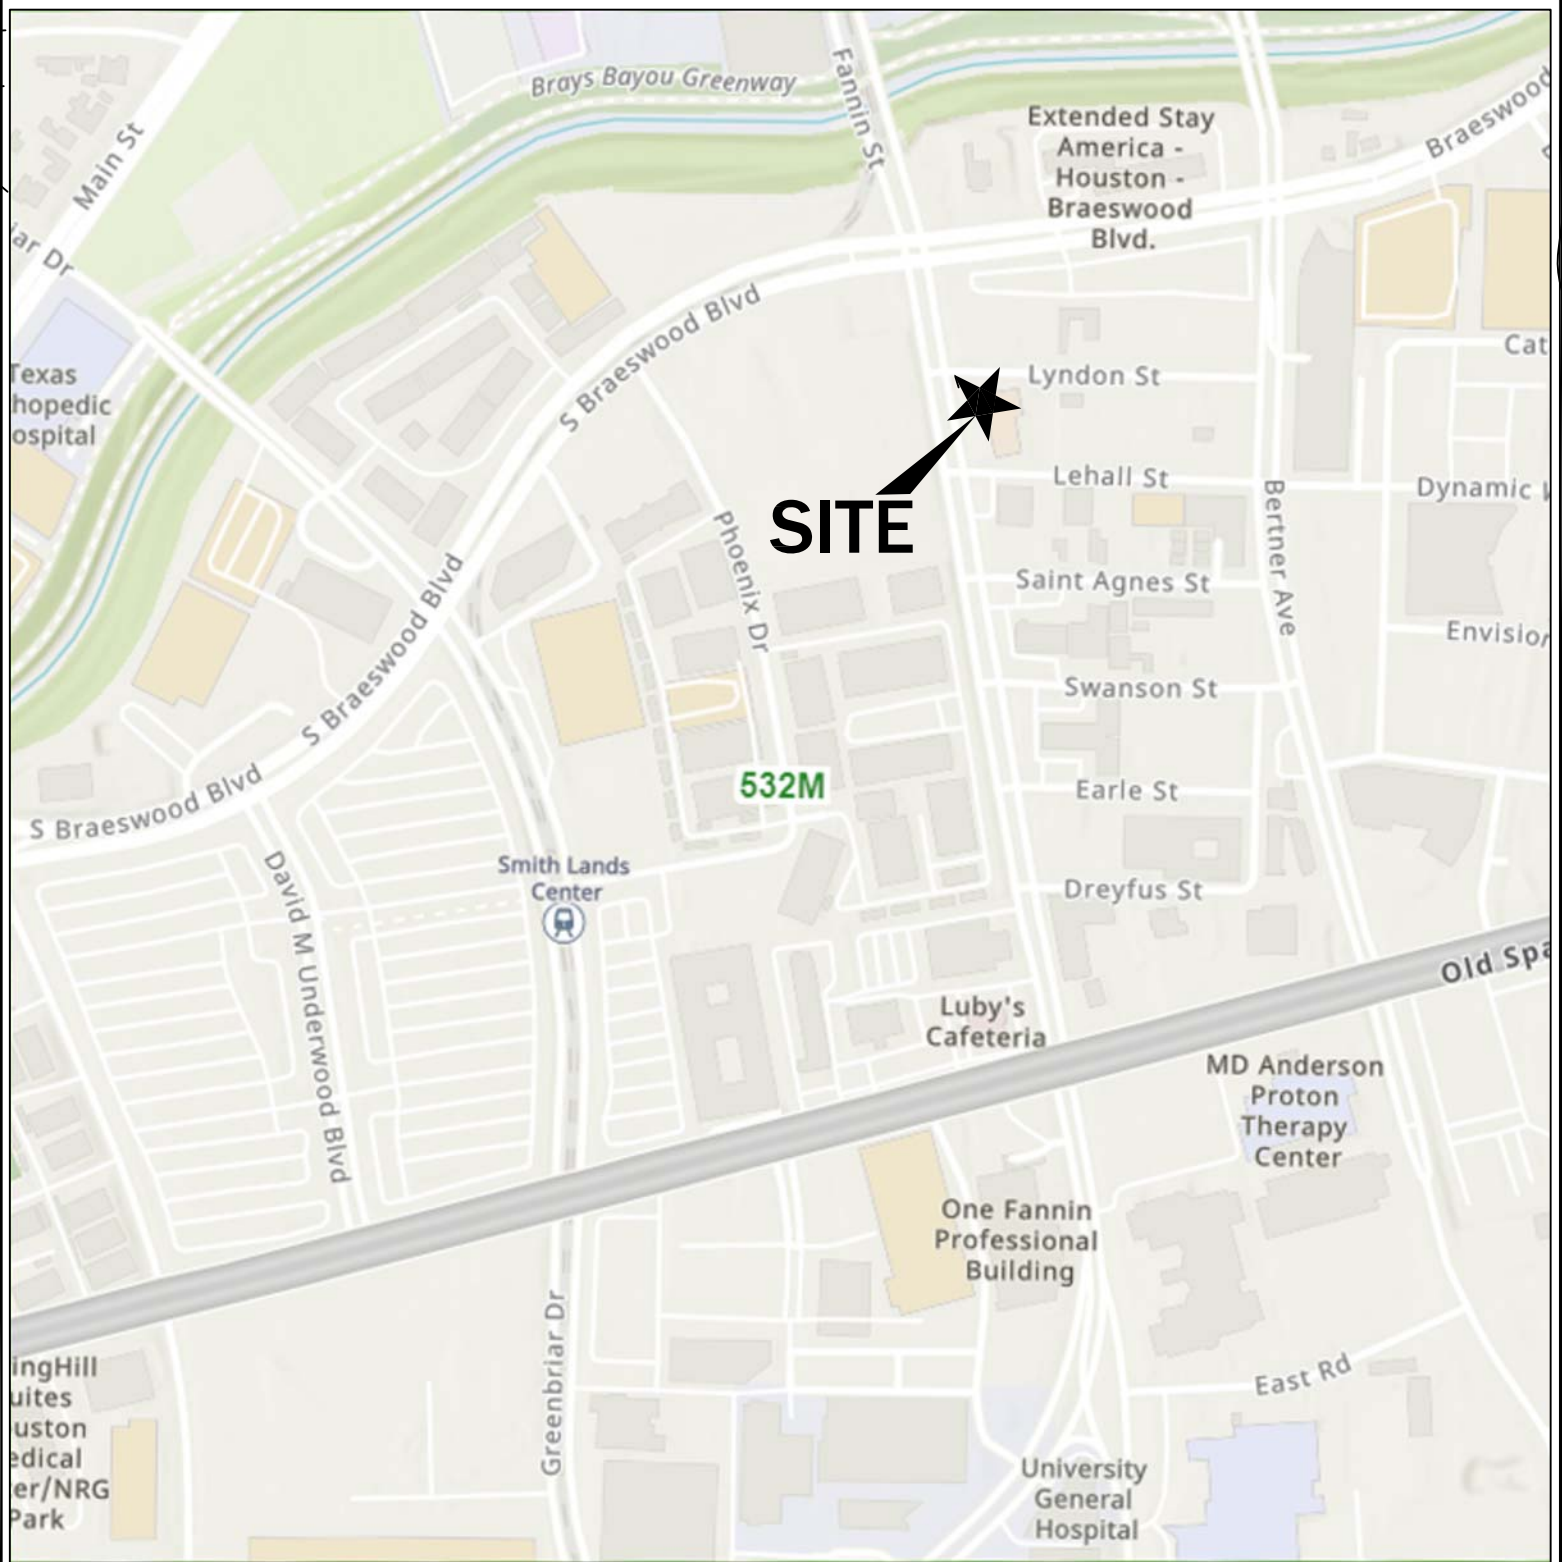 Brays Bayou Greenway
Fannin St
Main St
Extended Stay
America -
Houston -
Braeswood
Blvd.
Braeswood
iar Dr
S Braeswood Blvd
Texas
hopedic
ospital
Cat
Lyndon St
Lehall St
Dynamic
SITE
Phoenix Dr
Bertner Ave
Saint Agnes St
Envision
S Braeswood Blvd
Swanson St
532M
Earle St
S Braeswood Blvd
David M Underwood Blvd
Smith Lands
Center
Dreyfus St
Old Spa
Luby's
Cafeteria
MD Anderson
Proton
Therapy
Center
One Fannin
Professional
Building
Greenbriar Dr
East Rd
ingHill
uites
uston
edical
er/NRG
Park
University
General
Hospital